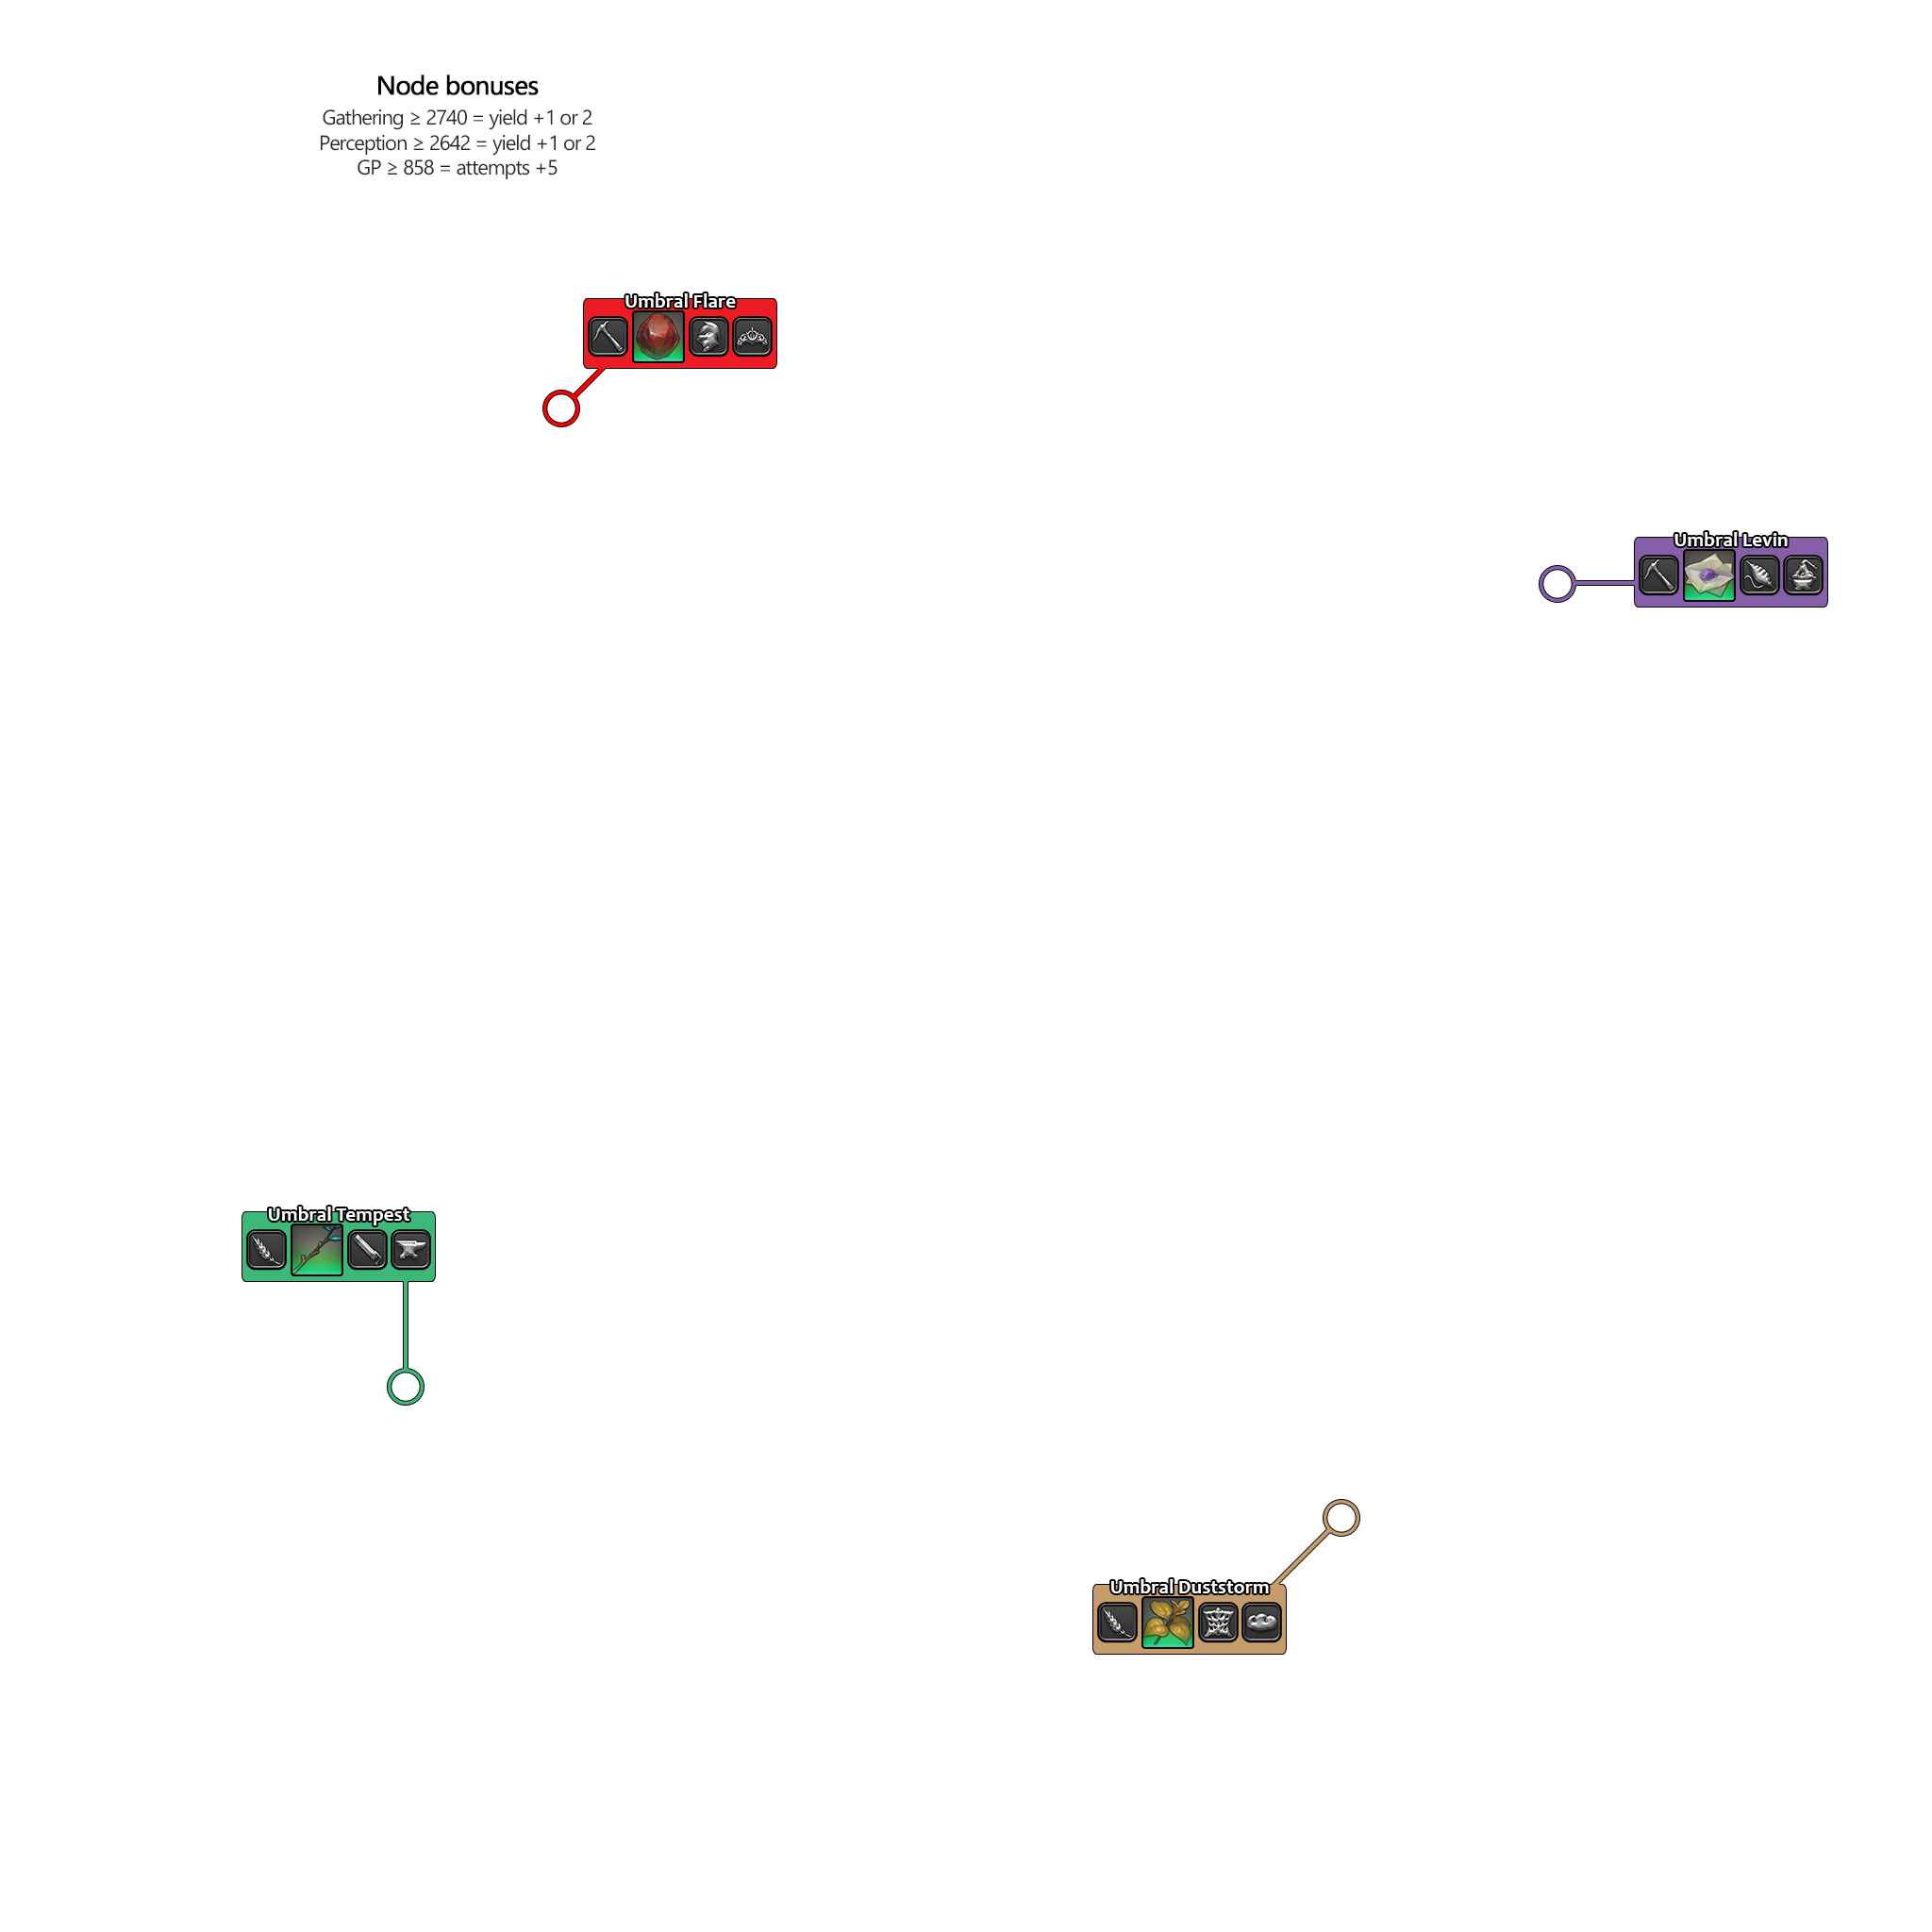 Node bonuses
Gathering ≥ 2740 = yield +1 or 2
Perception ≥ 2642 = yield +1 or 2
GP ≥ 858 = attempts +5
Umbral Flare
Umbral Levin
Umbral Tempest
Umbral Duststorm